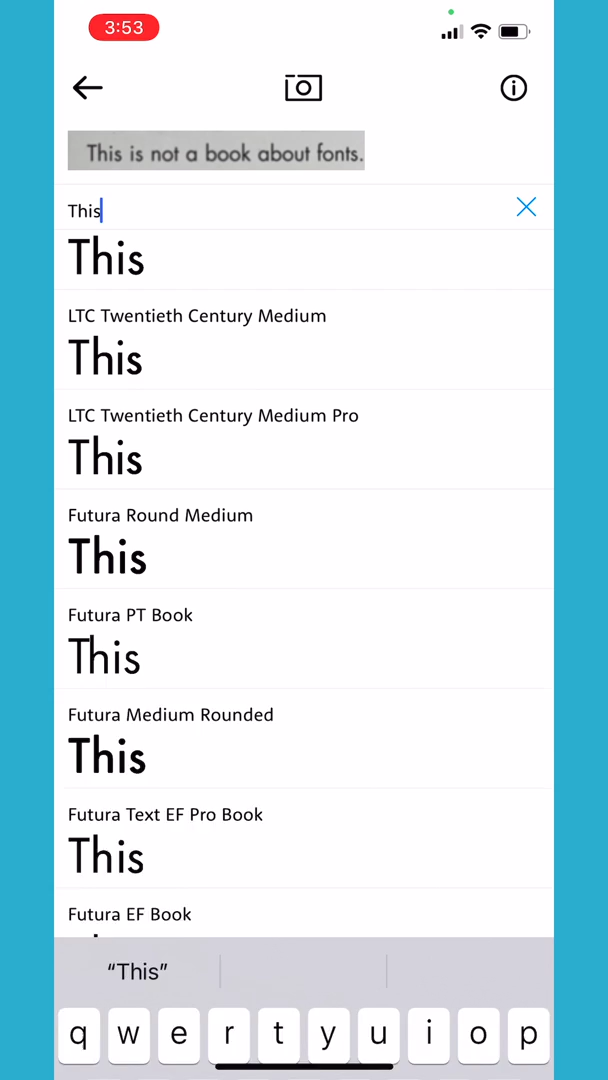 3:53
This is not a book about fonts.
This
This
LTC Twentieth Century Medium
This
LTC Twentieth Century Medium Pro
This
Futura Round Medium
This
Futura PT Book
This
Futura Medium Rounded
This
Futura Text EF Pro Book
This
Futura EF Book
“This”
q w e r t y u i o p